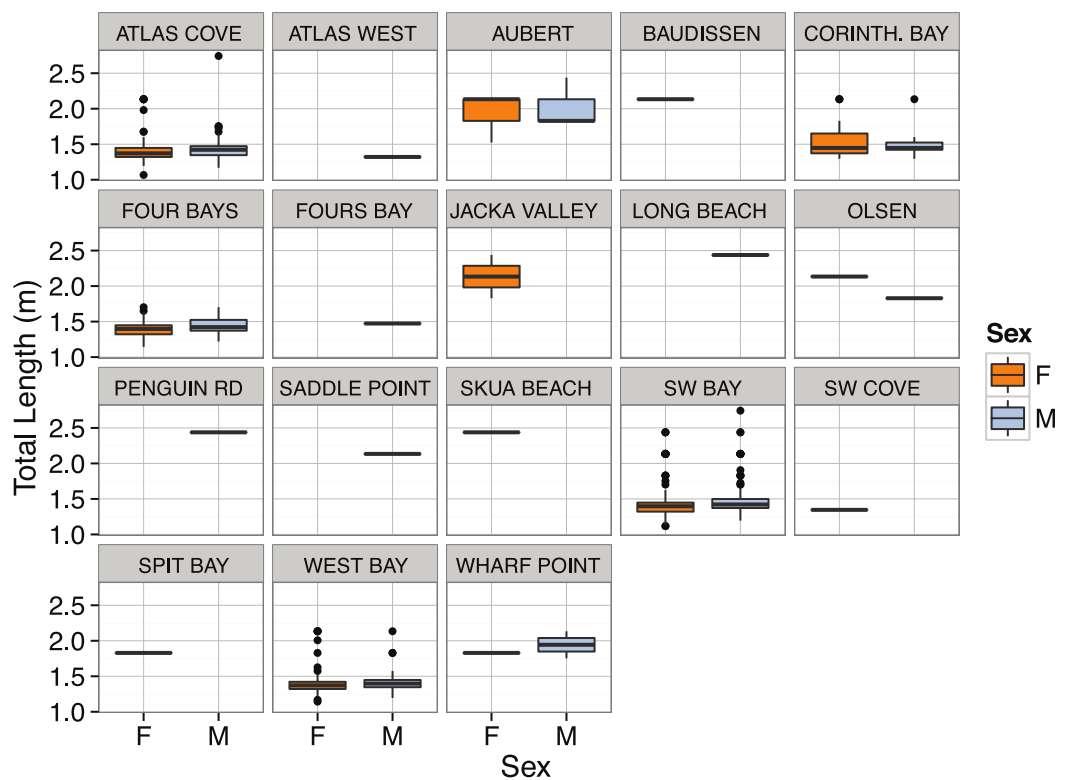 ATLAS COVE ATLAS WEST AUBERT BAUDISSEN CORINTH. BAY
2.5
2.0
1.5
1.0
FOUR BAYS FOURS BAY JACKA VALLEY LONG BEACH OLSEN
2.5
2.0
1.5
1.0
PENGUIN RD SADDLE POINT SKUA BEACH SW BAY SW COVE
2.5
2.0
1.5
1.0
SPIT BAY WEST BAY WHARF POINT
2.5
2.0
1.5
1.0
F M F M F M
Sex
Total Length (m)
Sex
F
M